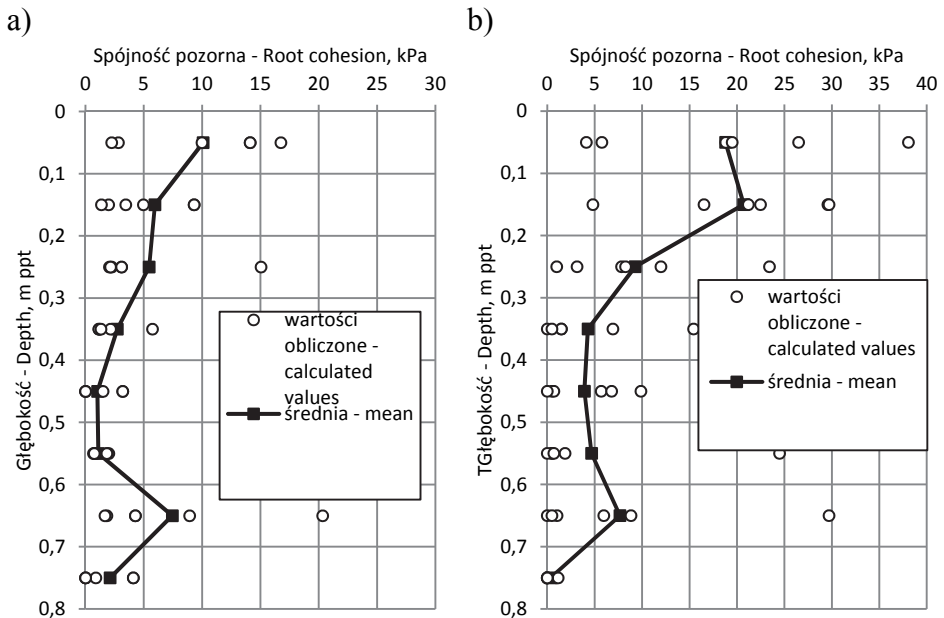 a)
Spójność pozorna - Root cohesion, kPa
0 5 10 15 20 25 30
0
0,1
0,2
0,3
0,4
0,5
0,6
0,7
0,8
Głębokość - Depth, m ppt
wartości
obliczone -
calculated
values
średnia - mean
b)
Spójność pozorna - Root cohesion, kPa
0 5 10 15 20 25 30 35 40
0
0,1
0,2
0,3
0,4
0,5
0,6
0,7
0,8
TGłębokość - Depth, m ppt
wartości
obliczone -
calculated values
średnia - mean